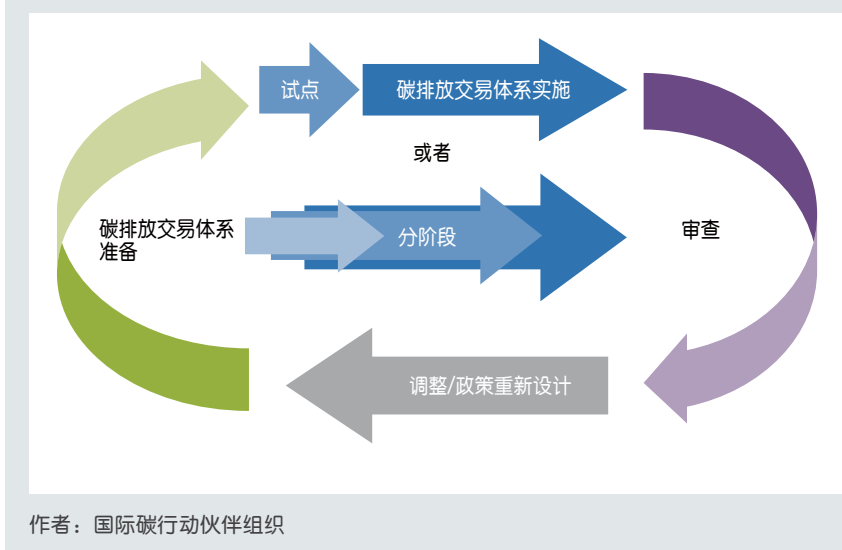 试点
碳排放交易体系实施
或者
碳排放交易体系
准备
分阶段
审查
调整/政策重新设计
作者：国际碳行动伙伴组织